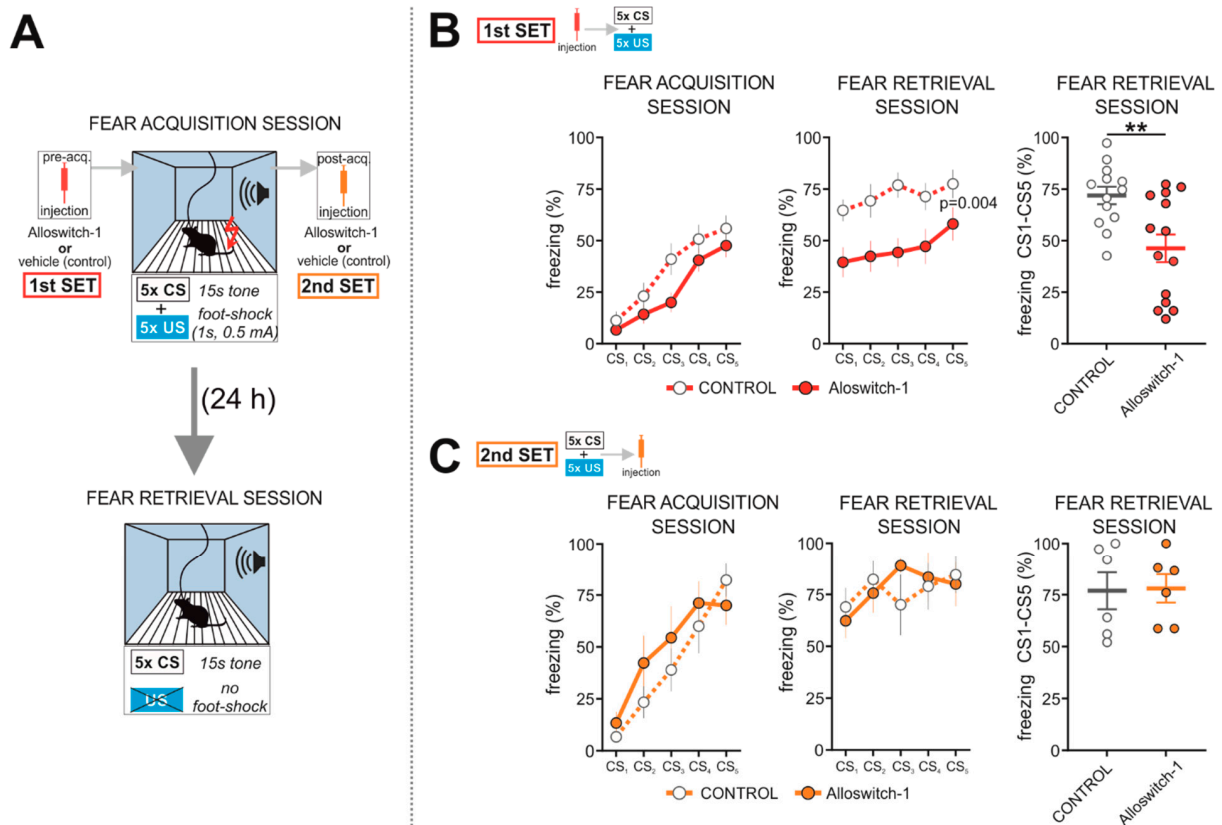 A
FEAR ACQUISITION SESSION
pre-acq.
injection
Alloswitch-1
or
vehicle (control)
1st SET
post-acq.
injection
Alloswitch-1
or
vehicle (control)
2nd SET
5x CS 15s tone
+
5x US foot-shock
(1s, 0.5 mA)
(24 h)
FEAR RETRIEVAL SESSION
5x CS 15s tone
US no
foot-shock
B
1st SET
injection
5x CS
+
5x US
FEAR ACQUISITION
SESSION
freezing (%)
100
75
50
25
0
CS1 CS2 CS3 CS4 CS5
FEAR RETRIEVAL
SESSION
freezing (%)
100
75
50
25
0
p=0.004
CS1 CS2 CS3 CS4 CS5
CONTROL Aloswitch-1
FEAR RETRIEVAL
SESSION
**
freezing CS1-CS5 (%)
100
75
50
25
0
CONTROL
Alloswitch-1
C
2nd SET
5x CS
+
5x US
injection
FEAR ACQUISITION
SESSION
freezing (%)
100
75
50
25
0
CS1 CS2 CS3 CS4 CS5
FEAR RETRIEVAL
SESSION
freezing (%)
100
75
50
25
0
CS1 CS2 CS3 CS4 CS5
CONTROL Alloswitch-1
FEAR RETRIEVAL
SESSION
freezing CS1-CS5 (%)
100
75
50
25
0
CONTROL
Alloswitch-1